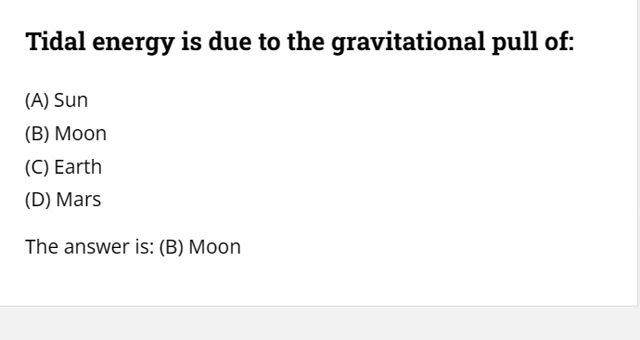 Tidal energy is due to the gravitational pull of:
(A) Sun
(B) Moon
(C) Earth
(D) Mars
The answer is: (B) Moon